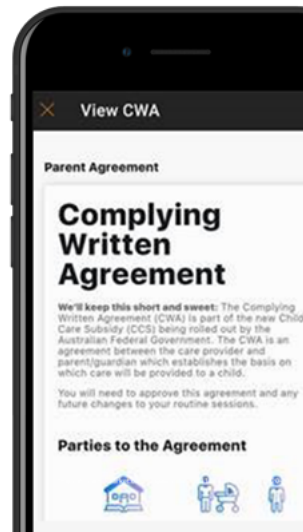 View CWA
Parent Agreement
Complying
Written
Agreement
We'll keep this short and sweet: The Complying
Written Agreement (CWA) is part of the new Child
Care Subsidy (CCS) being rolled out by the
Australian Federal Government. The CWA is an
agreement between the care provider and
parent/guardian which establishes the basis on
which care will be provided to a child.
You will need to approve this agreement and any
future changes to your routine sessions.
Parties to the Agreement